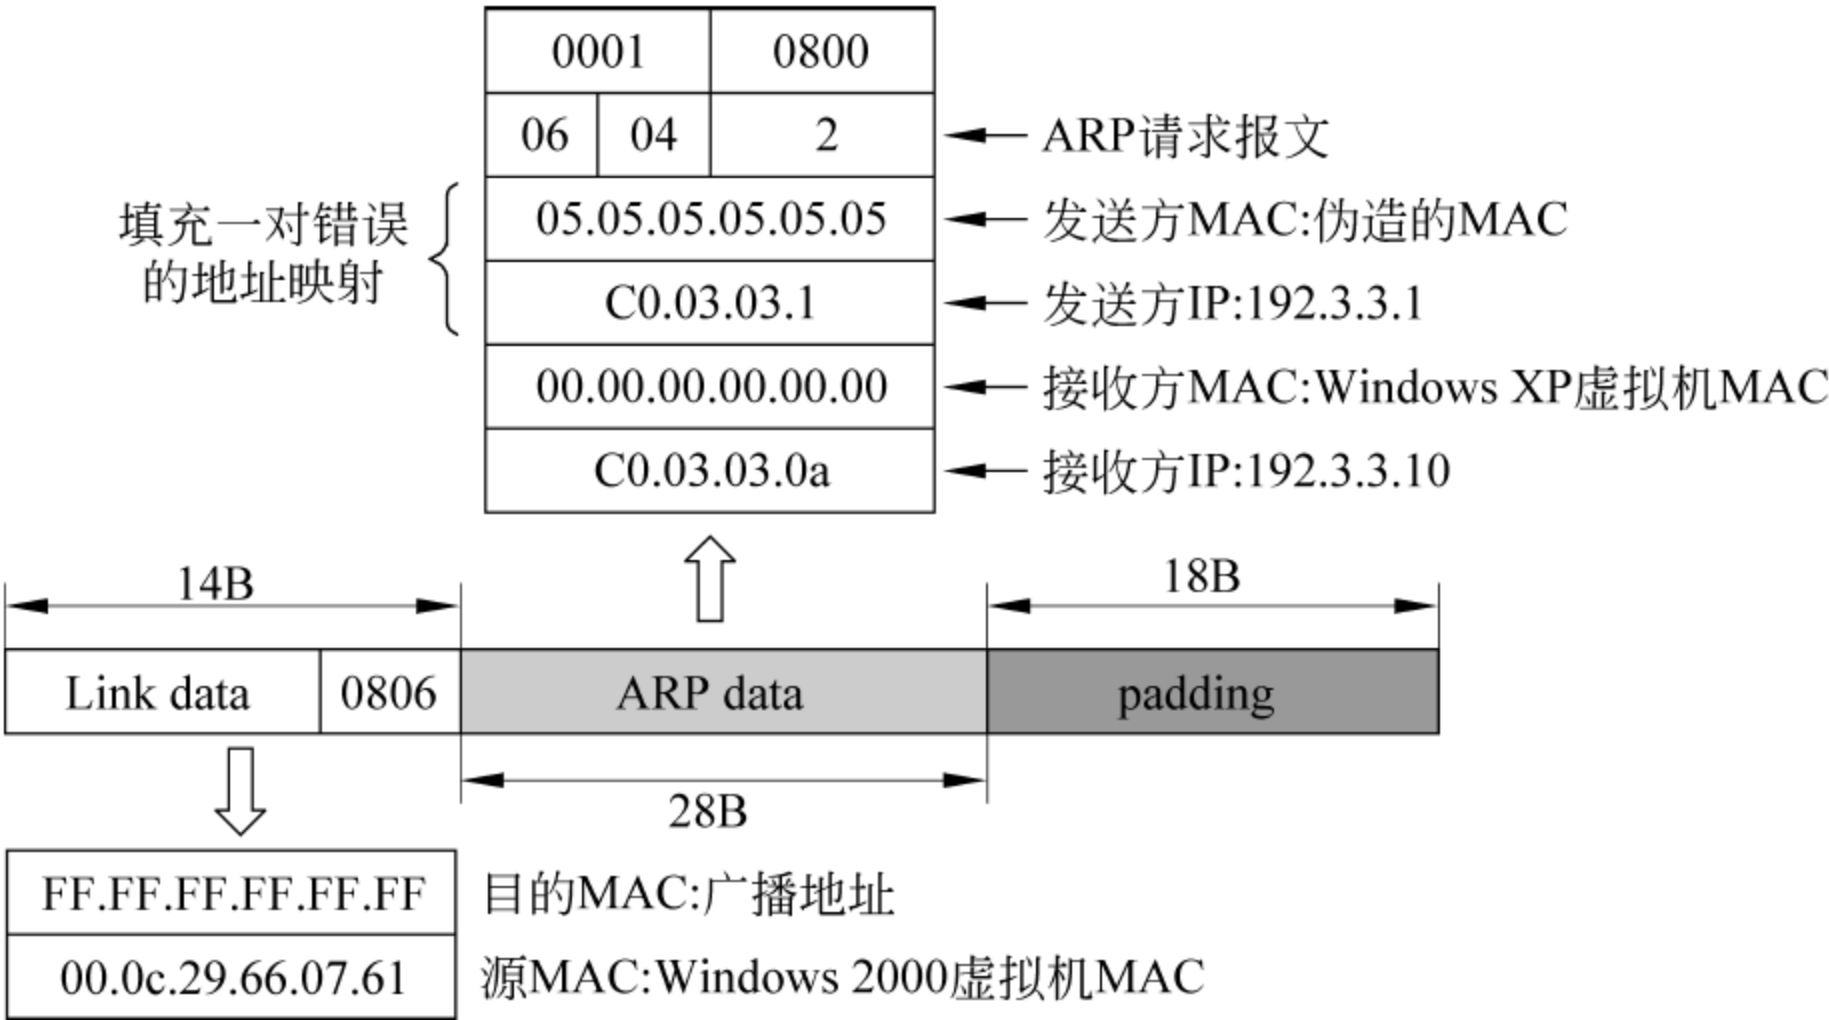 0001 0800
06 04 2 ARP请求报文
填充一对错误
的地址映射
05.05.05.05.05.05 发送方MAC:伪造的MAC
C0.03.03.1 发送方IP:192.3.3.1
00.00.00.00.00.00 接收方MAC:Windows XP虚拟机MAC
C0.03.03.0a 接收方IP:192.3.3.10
14B 18B
Link data 0806 ARP data padding
28B
FF.FF.FF.FF.FF.FF 目的MAC:广播地址
00.0c.29.66.07.61 源MAC:Windows 2000虚拟机MAC